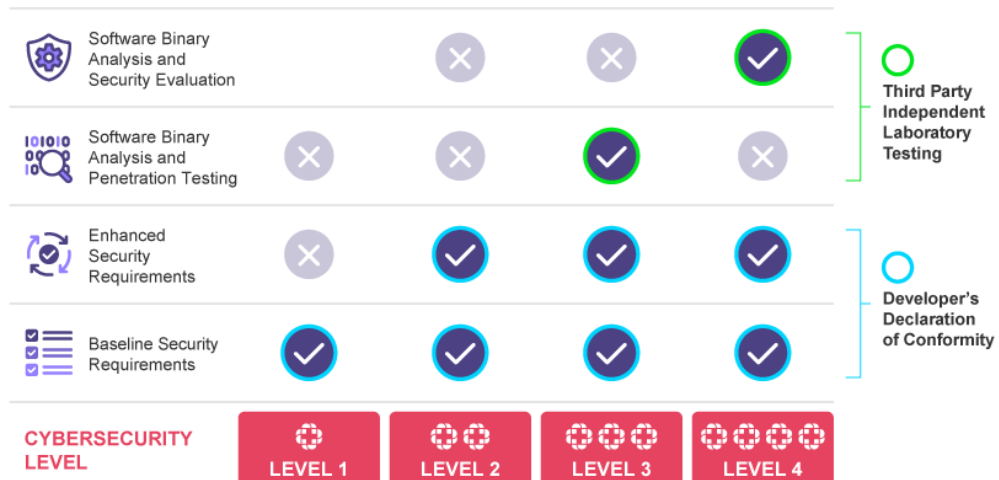 Software Binary
Analysis and
Security Evaluation
Software Binary
Analysis and
Penetration Testing
Enhanced
Security
Requirements
Baseline Security
Requirements
Third Party
Independent
Laboratory
Testing
Developer's
Declaration
of Conformity
CYBERSECURITY
LEVEL
LEVEL 1
LEVEL 2
LEVEL 3
LEVEL 4